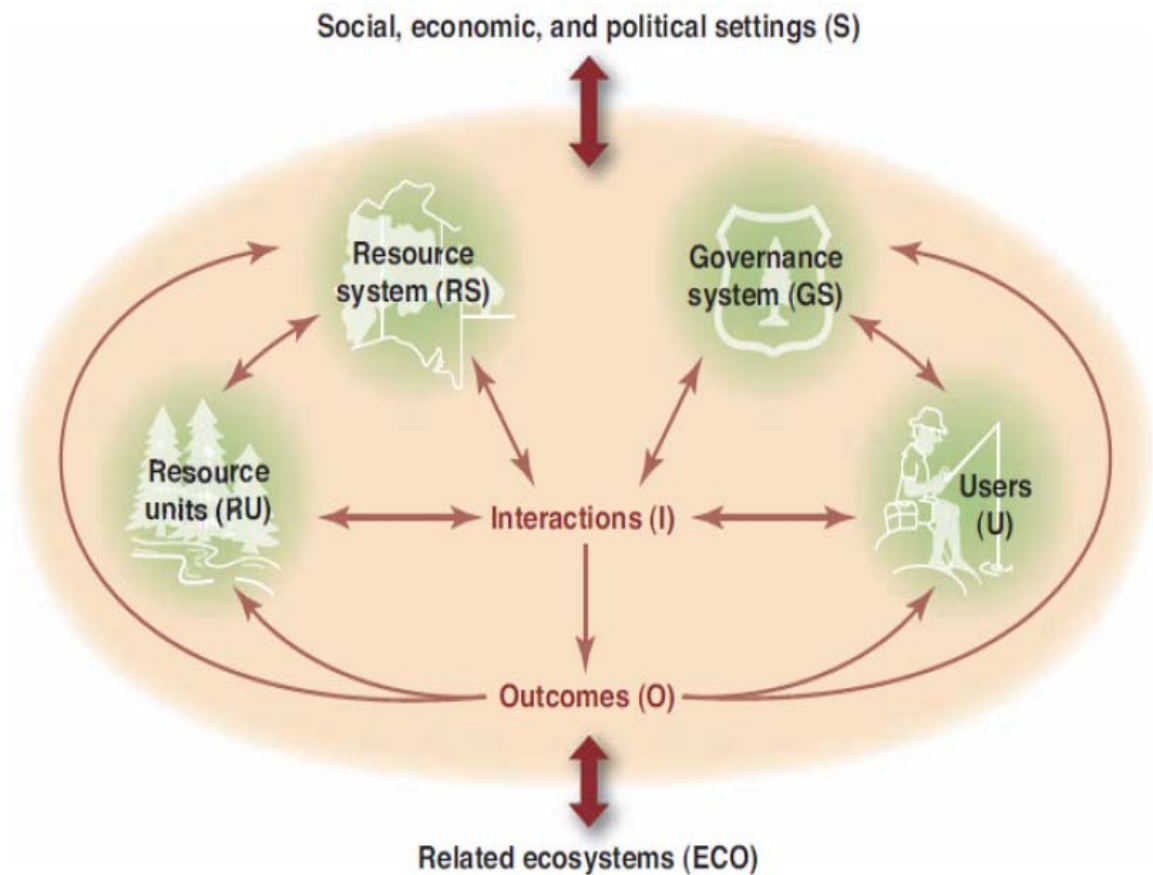 Social, economic, and political settings (S)
Resource
system (RS)
Governance
system (GS)
Resource
units (RU)
Interactions (I)
Users
(U)
Outcomes (O)
Related ecosystems (ECO)